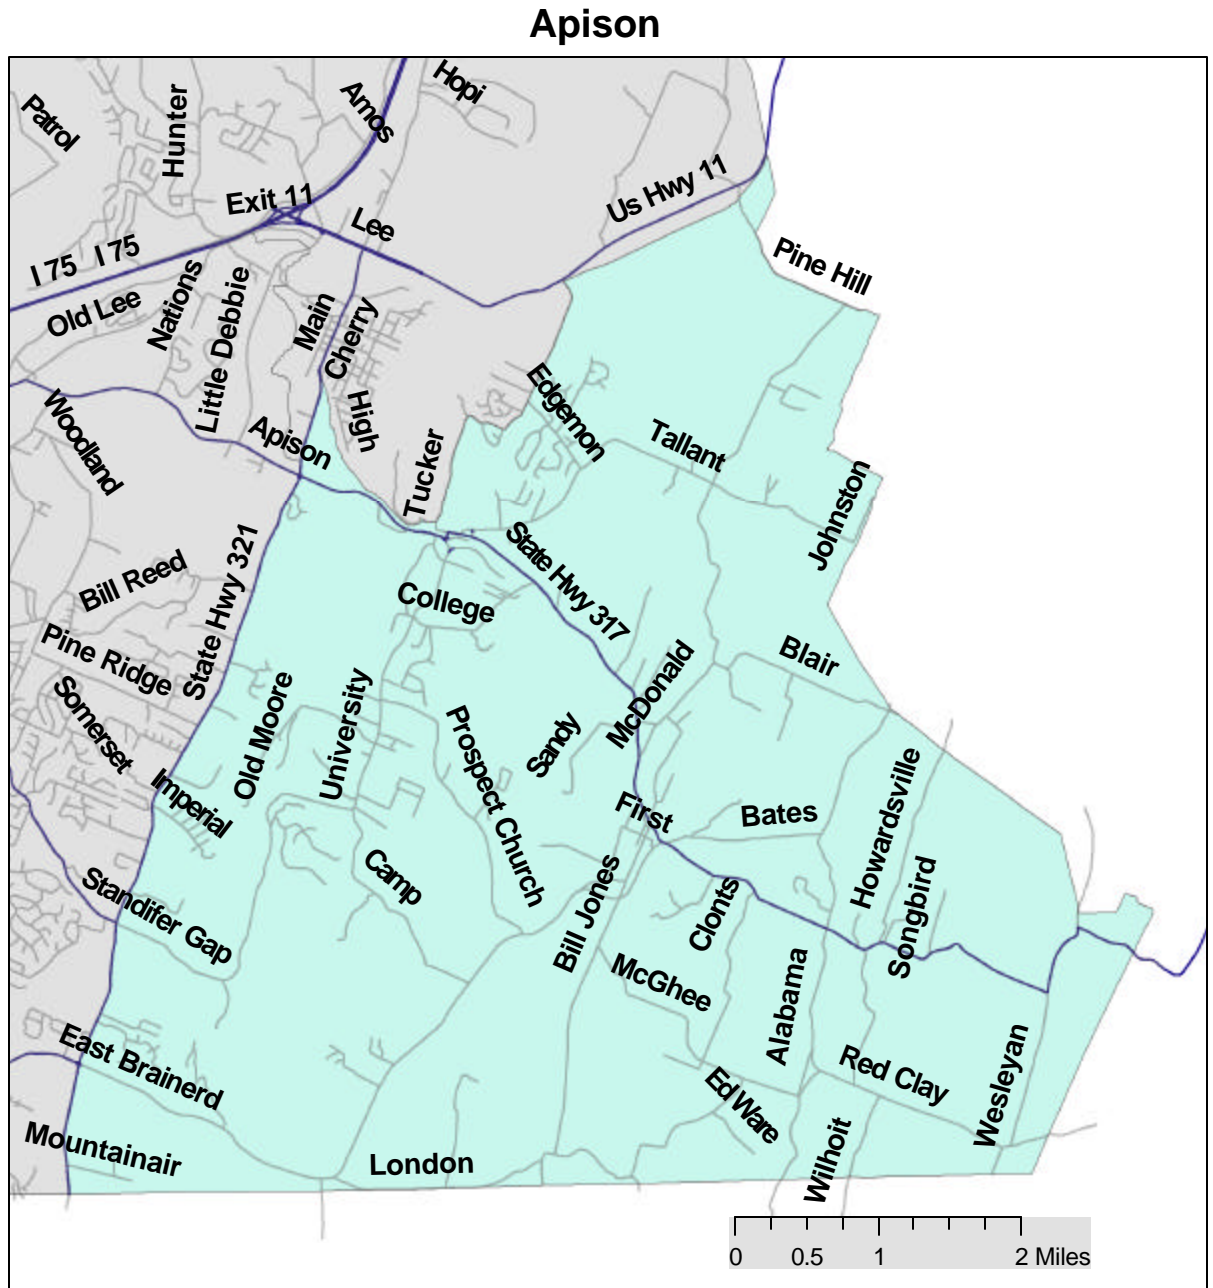 Apison
Hopi
Amos
Patrol
Hunter
Us Hwy 11
Exit 11
Lee
I 75
I 75
Pine Hill
Old Lee
Nations
Little Debbie
Main
Cherry
Edgemon
High
Woodland
Apison
Tallant
Tucker
Johnston
State Hwy 317
Bill Reed
State Hwy 321
College
Pine Ridge
Blair
McDonald
Somerset
Old Moore
University
Prospect Church
Sandy
Imperial
First
Bates
Howardsville
Camp
Songbird
Standifer Gap
Bill Jones
Clonts
McGhee
Alabama
East Brainerd
Red Clay
Wesleyan
Ed Ware
Mountainair
London
Wilhoit
0 0.5 1 2 Miles